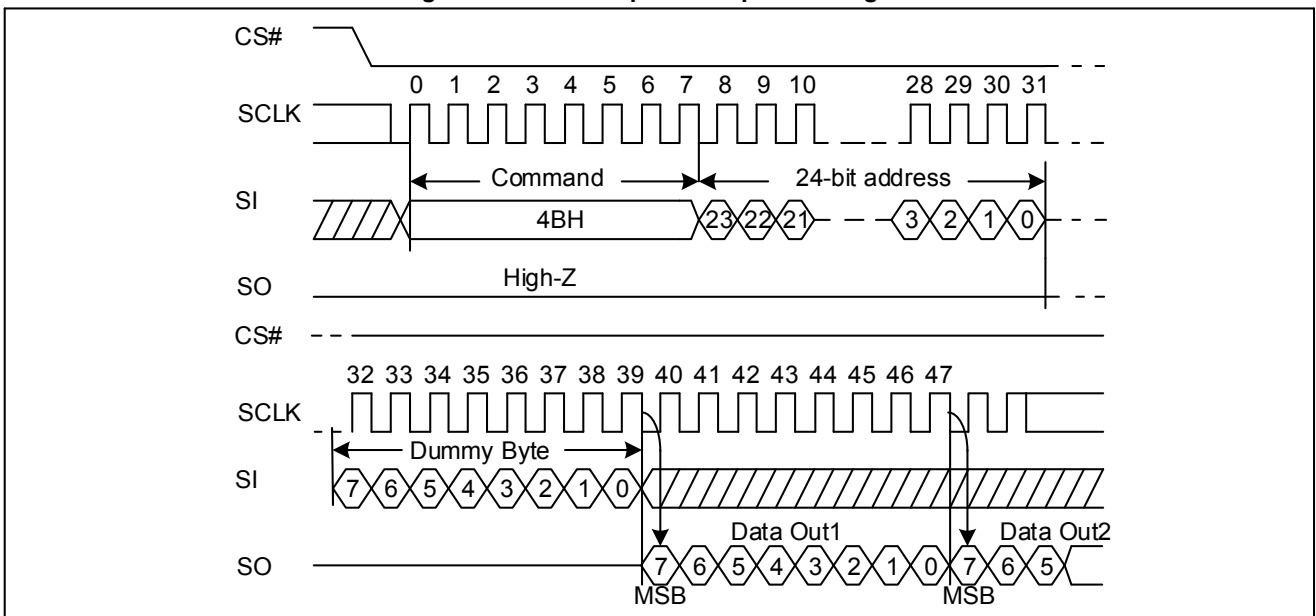 CS#
0 1 2 3 4 5 6 7 8 9 10 28 29 30 31
SCLK
Command 24-bit address
SI
4BH 23 22 21 3 2 1 0
High-Z
SO
CS#
32 33 34 35 36 37 38 39 40 41 42 43 44 45 46 47
SCLK
Dummy Byte
SI
7 6 5 4 3 2 1 0
Data Out1 Data Out2
SO
7 6 5 4 3 2 1 0 7 6 5
MSB MSB